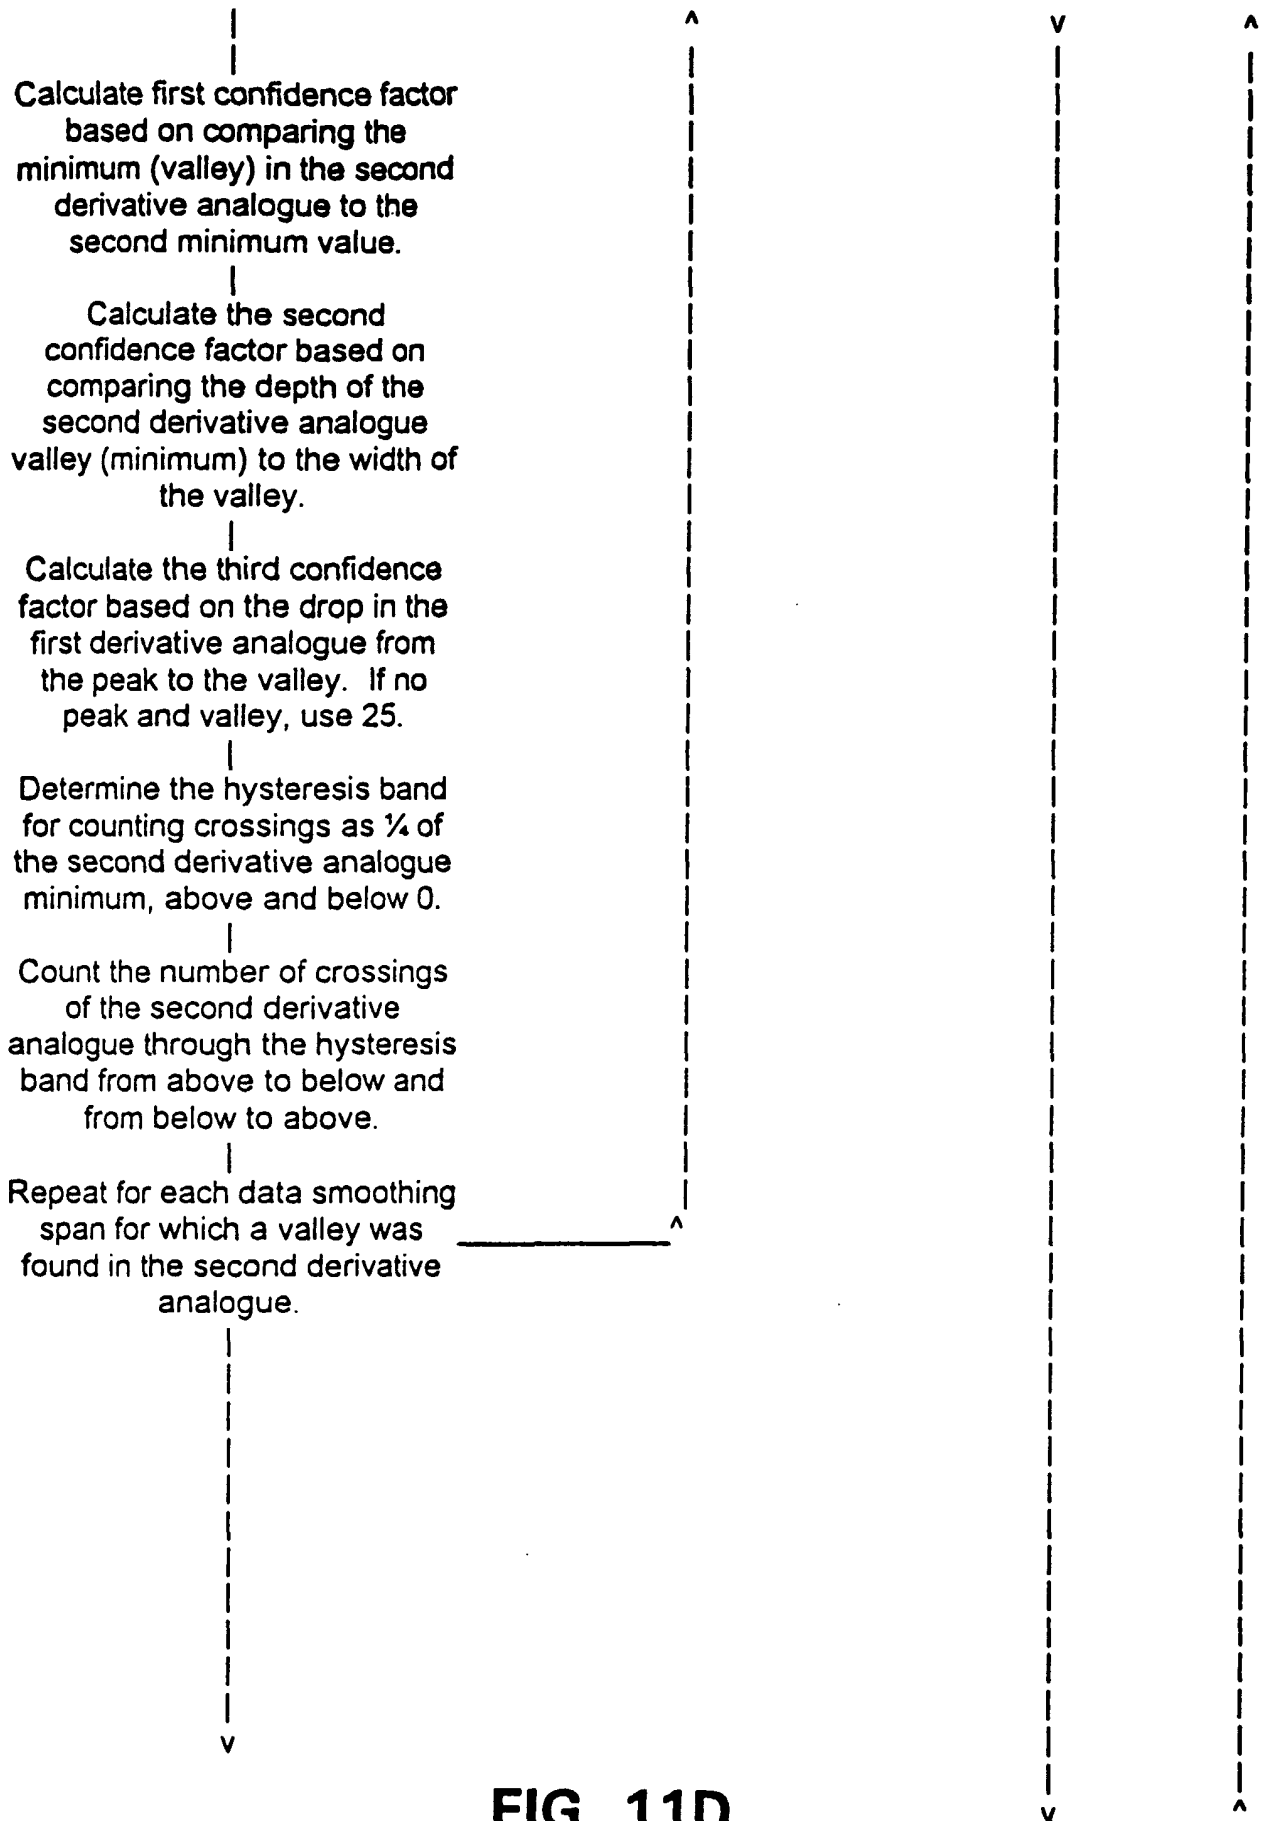 Calculate first confidence factor
based on comparing the
minimum (valley) in the second
derivative analogue to the
second minimum value.
Calculate the second
confidence factor based on
comparing the depth of the
second derivative analogue
valley (minimum) to the width of
the valley.
Calculate the third confidence
factor based on the drop in the
first derivative analogue from
the peak to the valley. If no
peak and valley, use 25.
Determine the hysteresis band
for counting crossings as ¼ of
the second derivative analogue
minimum, above and below 0.
Count the number of crossings
of the second derivative
analogue through the hysteresis
band from above to below and
from below to above.
Repeat for each data smoothing
span for which a valley was
found in the second derivative
analogue.
FIG 11D